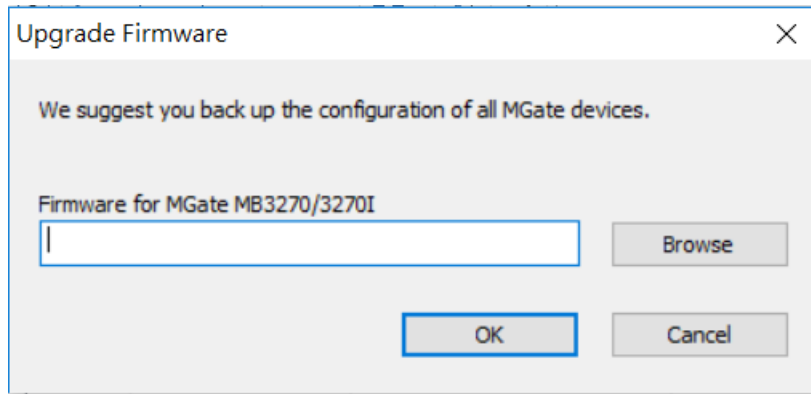 Upgrade Firmware
We suggest you back up the configuration of all MGate devices.
Firmware for MGate MB3270/3270I
Browse
OK
Cancel